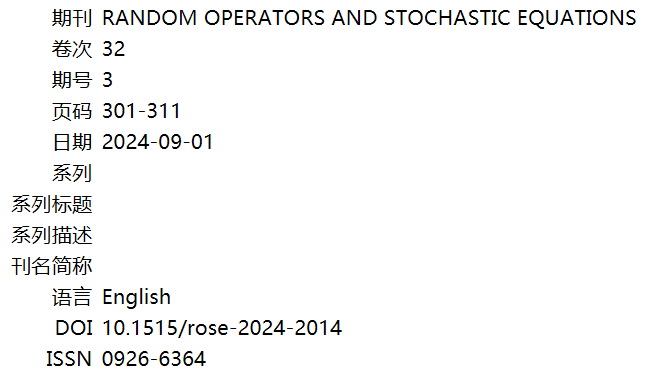 期刊 RANDOM OPERATORS AND STOCHASTIC EQUATIONS
卷次 32
期号 3
页码 301-311
日期 2024-09-01
系列
系列标题
系列描述
刊名简称
语言 English
DOI 10.1515/rose-2024-2014
ISSN 0926-6364